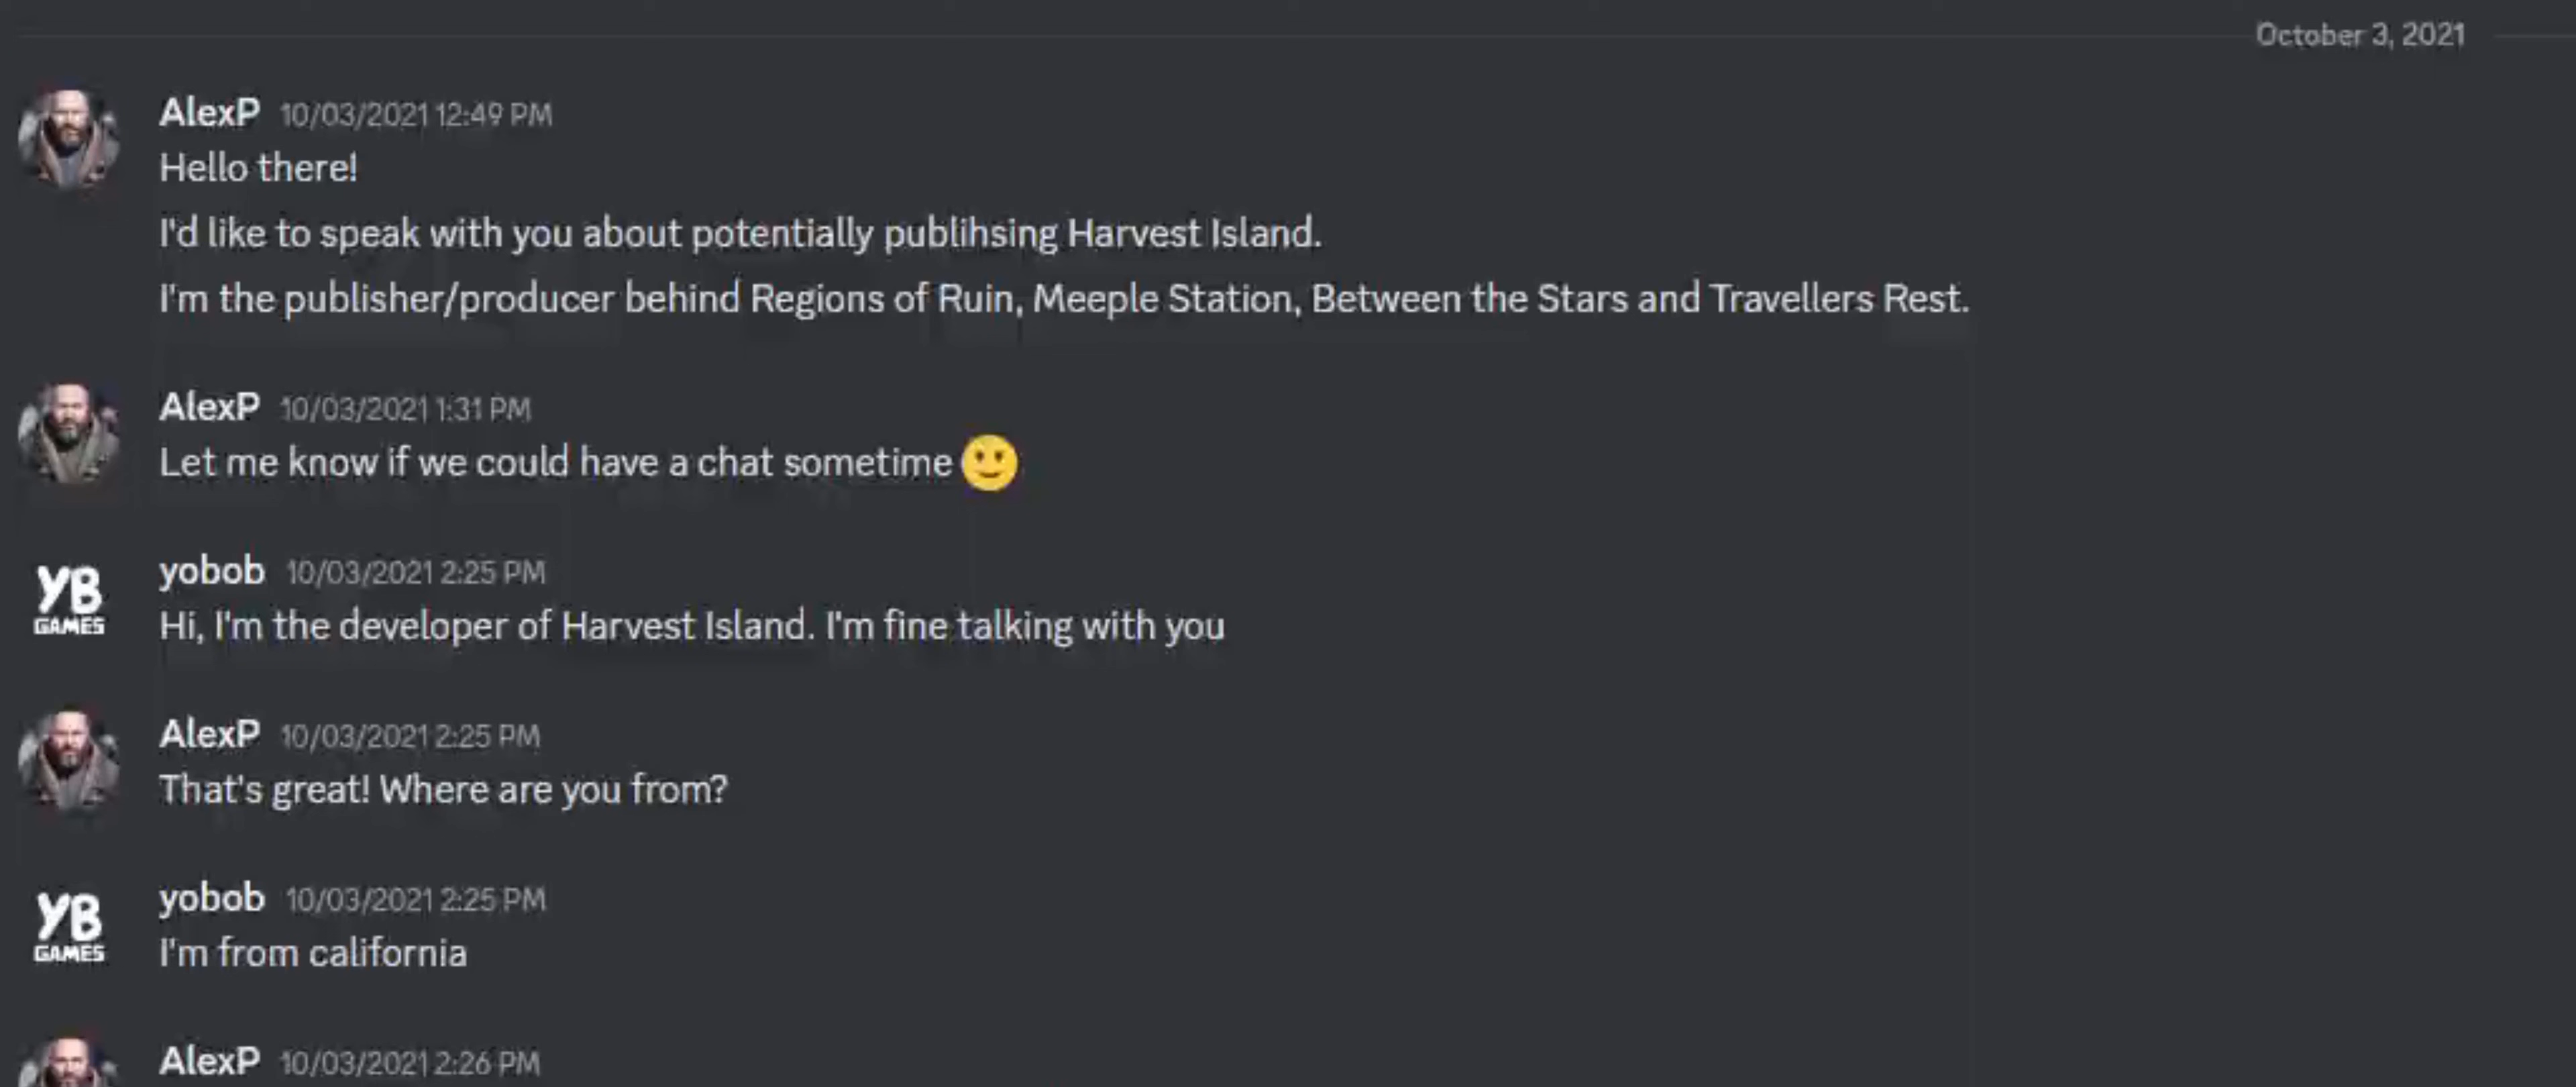 October 3, 2021
AlexP 10/03/2021 12:49 PM
Hello there!
I'd like to speak with you about potentially publihsing Harvest Island.
I'm the publisher/producer behind Regions of Ruin, Meeple Station, Between the Stars and Travellers Rest.
AlexP 10/03/2021 1:31 PM
Let me know if we could have a chat sometime 🙂
YB GAMES
yobob 10/03/2021 2:25 PM
Hi, I'm the developer of Harvest Island. I'm fine talking with you
AlexP 10/03/2021 2:25 PM
That's great! Where are you from?
YB GAMES
yobob 10/03/2021 2:25 PM
I'm from california
AlexP 10/03/2021 2:26 PM